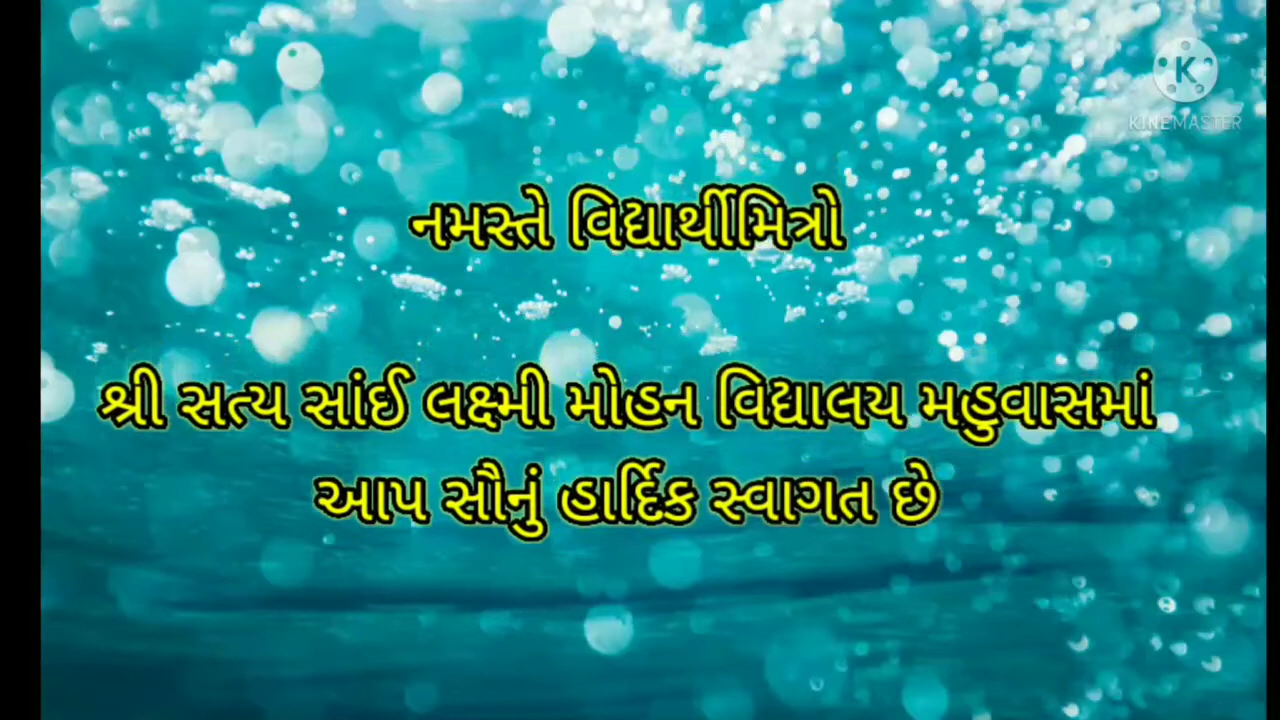 K
KINEMASTER
નમસ્તે વિદ્યાર્થીમિત્રો
શ્રી સત્ય સાંઈ લક્ષ્મી મોહન વિદ્યાલય મહુવાસમાં
આપ સૌનું હાર્દિક સ્વાગત છે